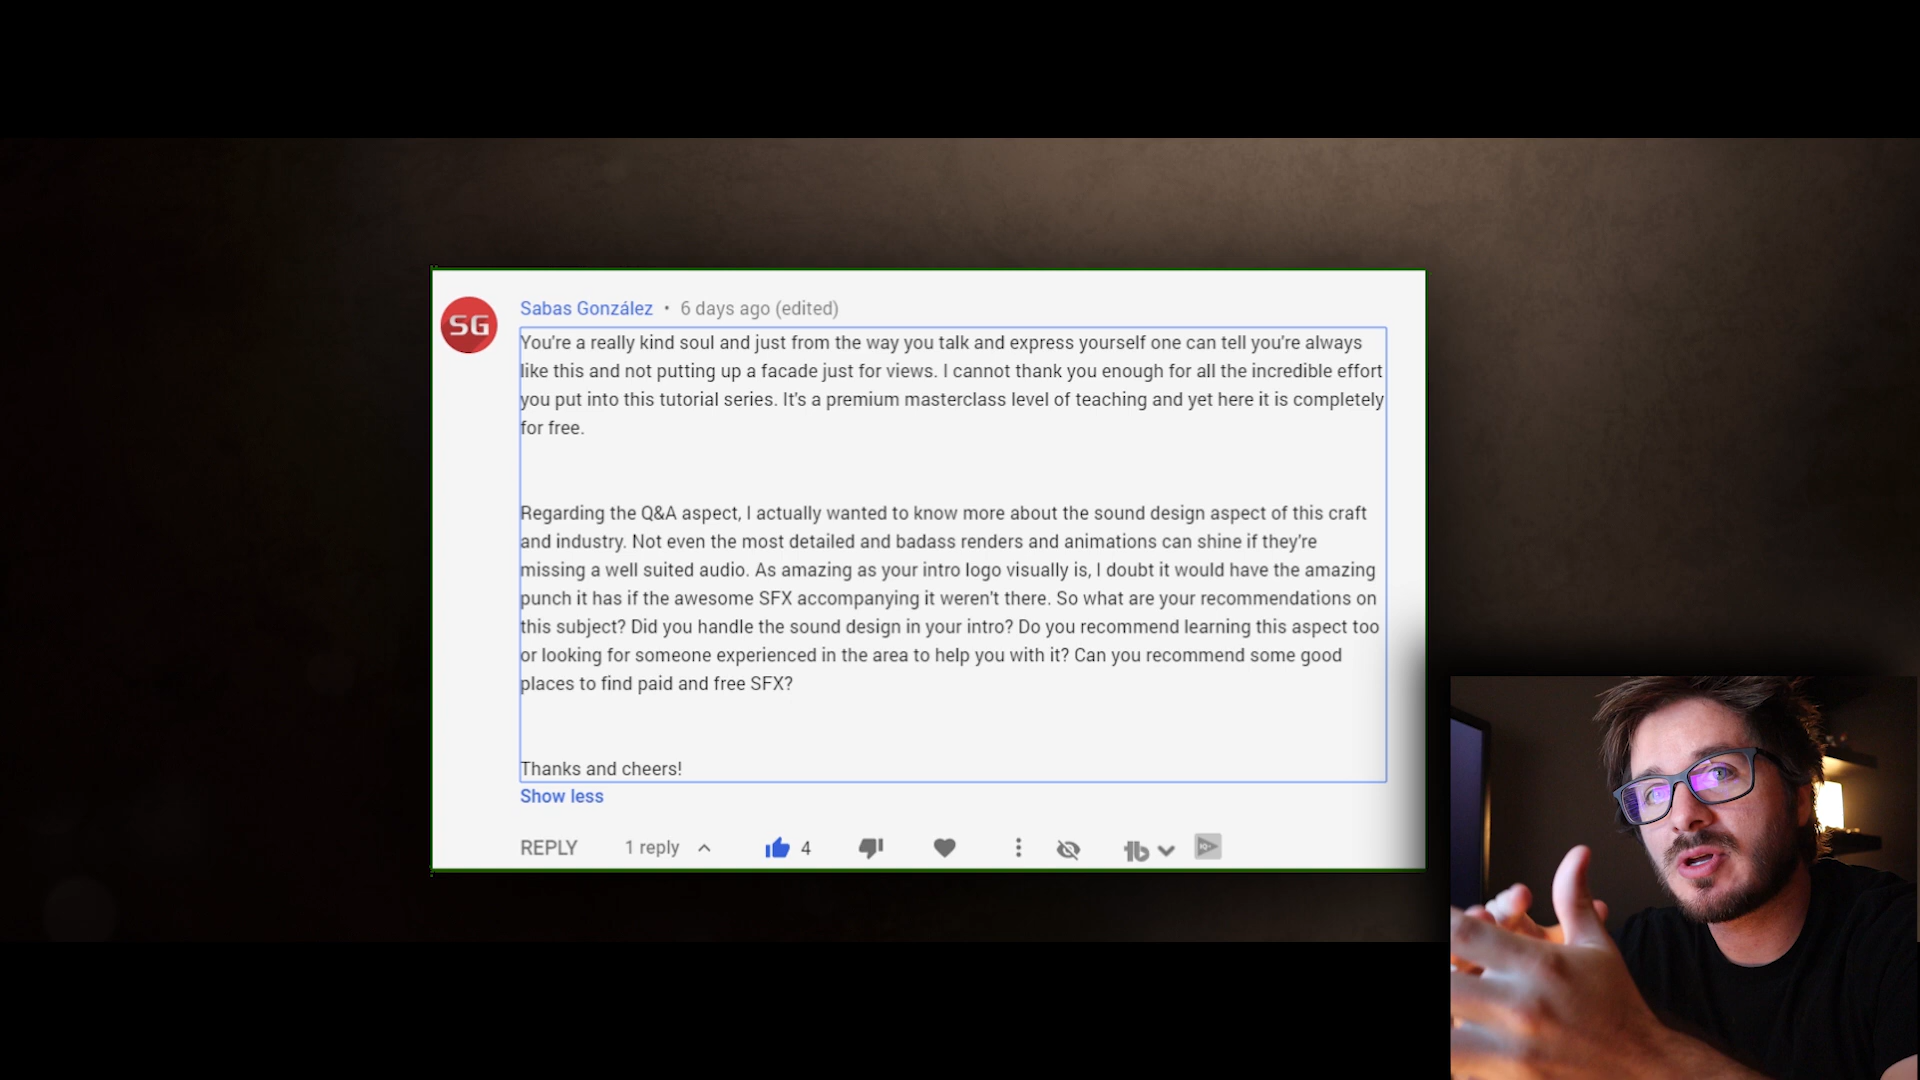 SG
Sabas González • 6 days ago (edited)
You're a really kind soul and just from the way you talk and express yourself one can tell you're always
like this and not putting up a facade just for views. I cannot thank you enough for all the incredible effort
you put into this tutorial series. It's a premium masterclass level of teaching and yet here it is completely
for free.
Regarding the Q&A aspect, I actually wanted to know more about the sound design aspect of this craft
and industry. Not even the most detailed and badass renders and animations can shine if they're
missing a well suited audio. As amazing as your intro logo visually is, I doubt it would have the amazing
punch it has if the awesome SFX accompanying it weren't there. So what are your recommendations on
this subject? Did you handle the sound design in your intro? Do you recommend learning this aspect too
or looking for someone experienced in the area to help you with it? Can you recommend some good
places to find paid and free SFX?
Thanks and cheers!
Show less
REPLY 1 reply 4 tb